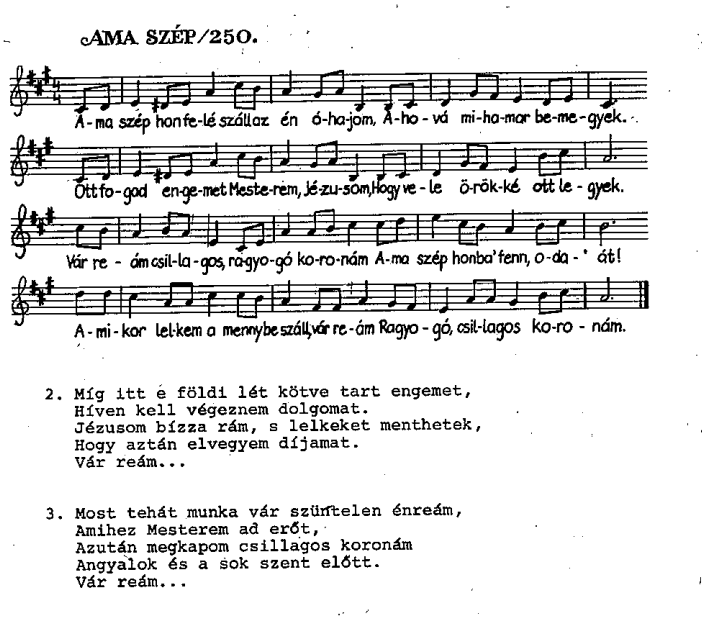 AMA SZÉP/250.
A-ma szép honfe-lé szállaz én ó-ha-jom, A-ho-vá mi-ha-mar be-me-gyek.
Ott fo-gad en-ge-met Meste-rem, Jé-zu-som, Hogy ve-le ö-rök-ké ott le-gyek.
Vár re-ám csil-la-gos, ra-gyo-gó ko-ro-nám A-ma szép honba' fenn, o-da-' át!
A-mi-kor lel-kem a mennybe száll, vár re-ám Ragyo-gó, csil-lagos ko-ro-nám.
2. Míg itt e földi lét kötve tart engemet,
Híven kell végeznem dolgomat.
Jézusom bízza rám, s lelkeket menthetek,
Hogy aztán elvegyem díjamat.
Vár reám...
3. Most tehát munka vár szüntelen énreám,
Amihez Mesterem ad erőt,
Azután megkapom csillagos koronám
Angyalok és a sok szent előtt.
Vár reám...